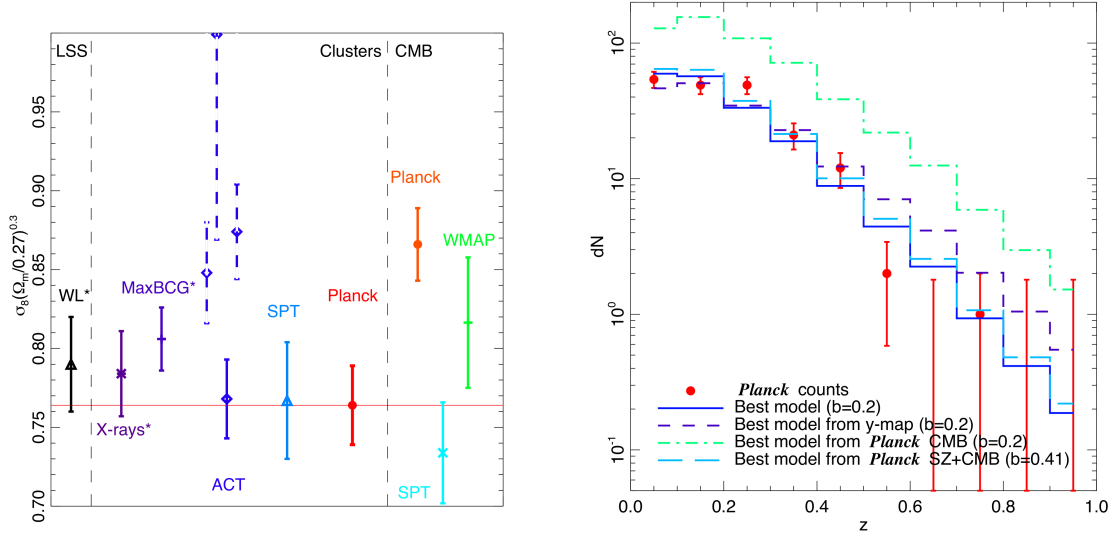 LSS
Clusters
CMB
WL*
X-rays*
MaxBCG*
ACT
SPT
Planck
Planck
WMAP
SPT
σ8(Ωm/0.27)^0.3
0.95
0.90
0.85
0.80
0.75
0.70
dN
10^2
10^1
10^0
10^-1
Planck counts
Best model (b=0.2)
Best model from y-map (b=0.2)
Best model from Planck CMB (b=0.2)
Best model from Planck SZ+CMB (b=0.41)
0.0 0.2 0.4 0.6 0.8 1.0
z